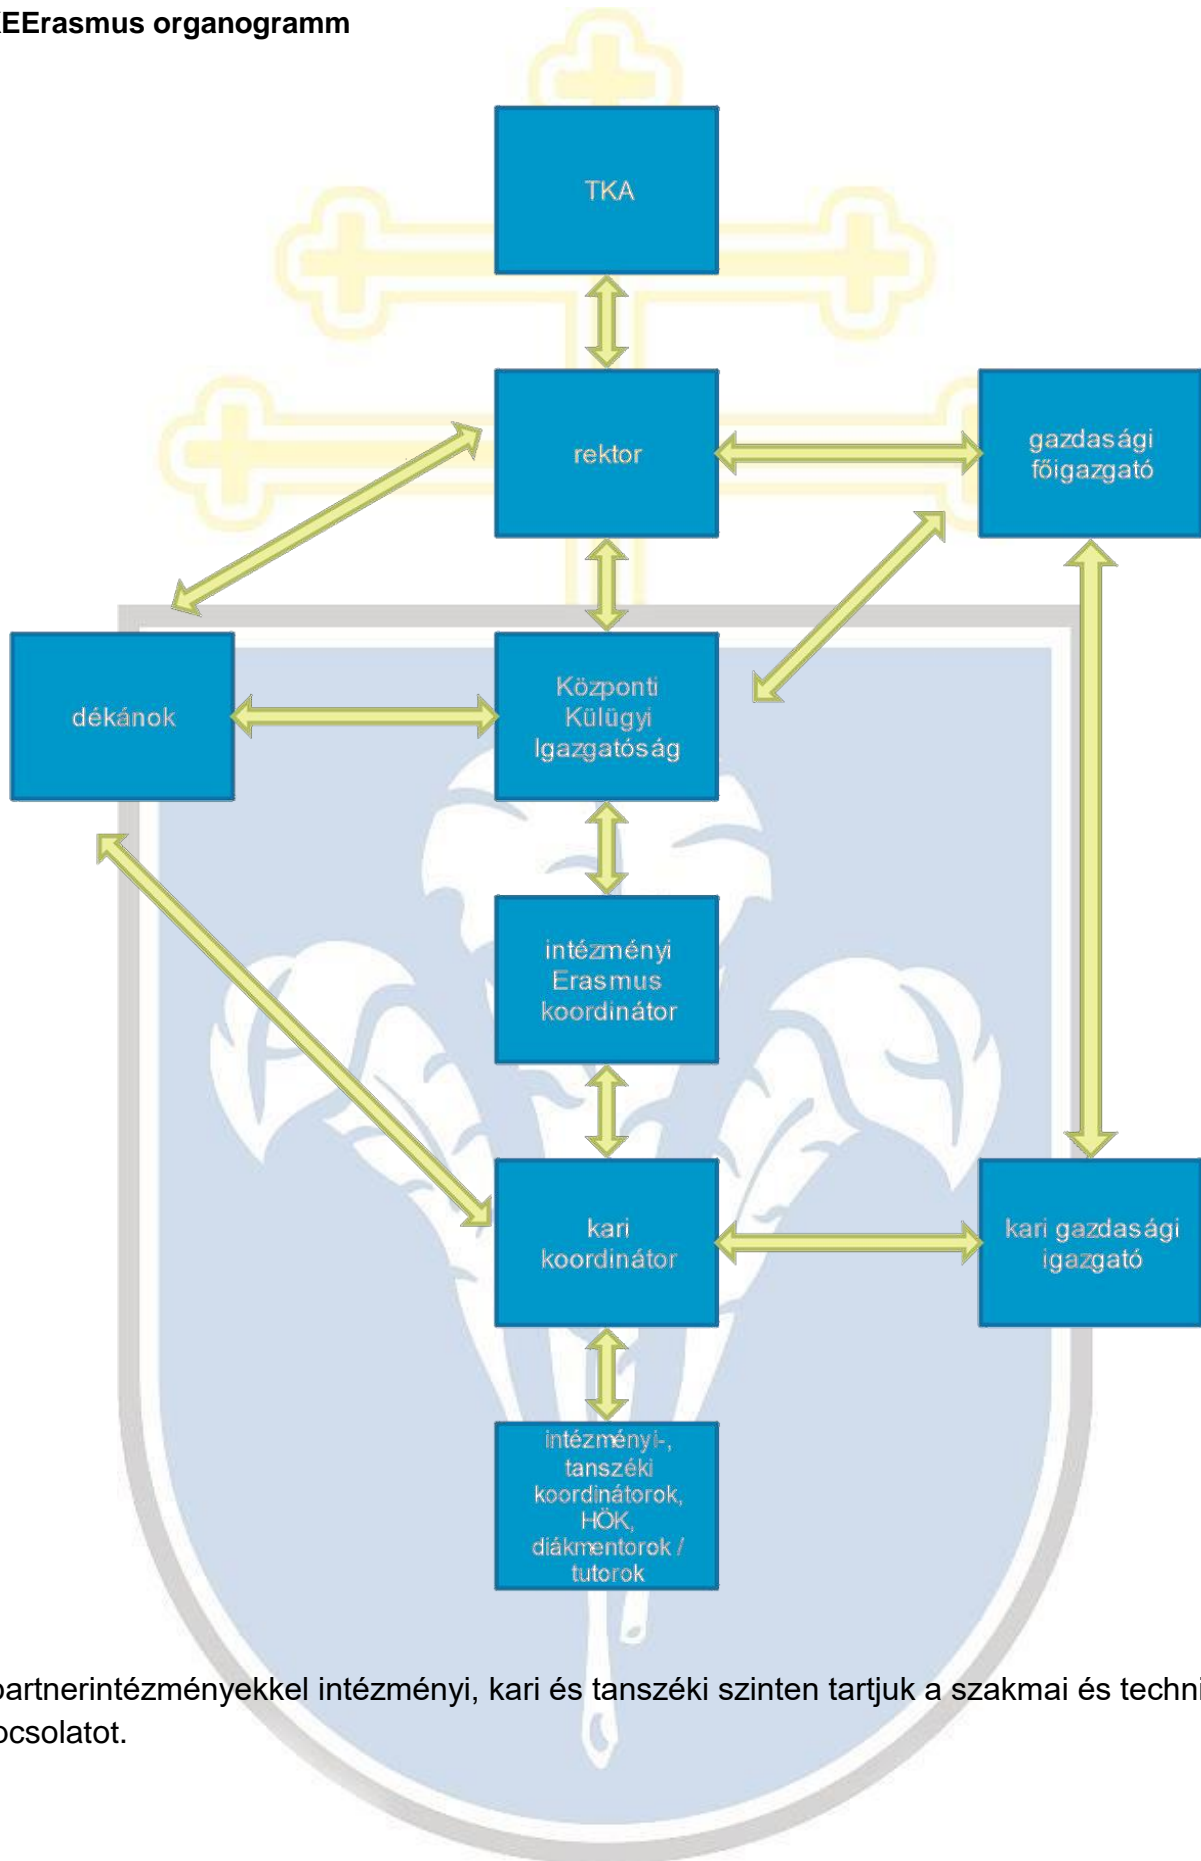 EErasmus organogramm
TKA
rektor
gazdasági
főigazgató
dékánok
Központi
Külügyi
Igazgatóság
intézményi
Erasmus
koordinátor
kari
koordinátor
kari gazdasági
igazgató
intézményi-,
tanszéki
koordinátorok,
HÖK,
diákmentorok /
tutorok
partnerintézményekkel intézményi, kari és tanszéki szinten tartjuk a szakmai és techni
ocsolatot.